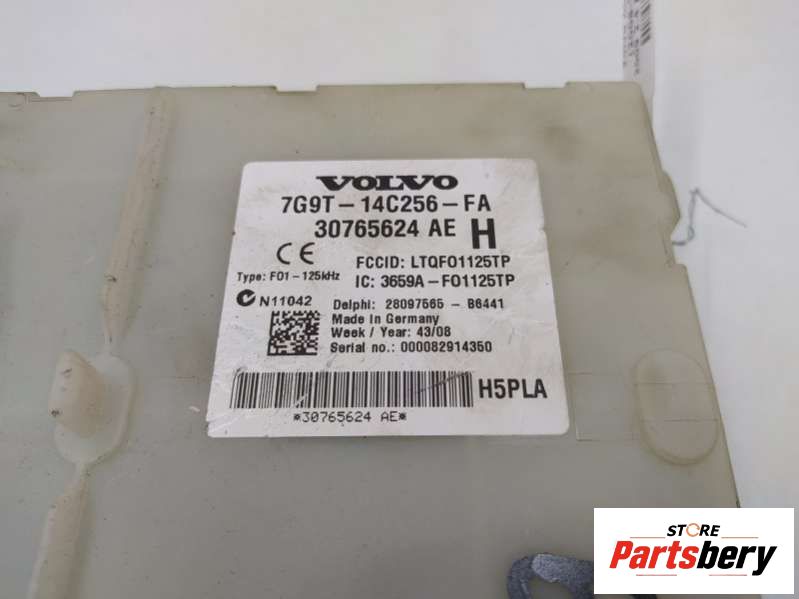 VOLVO
7G9T-14C256-FA
30765624 AE H
CE
FCCID: LTQFO1125TP
Type: FO1-125kHz
IC: 3659A-FO1125TP
N11042
Delphi: 28097565-B6441
Made in Germany
Week / Year: 43/08
Serial no.: 000082914350
H5PLA
*30765624 AE*
STORE
Partsbery